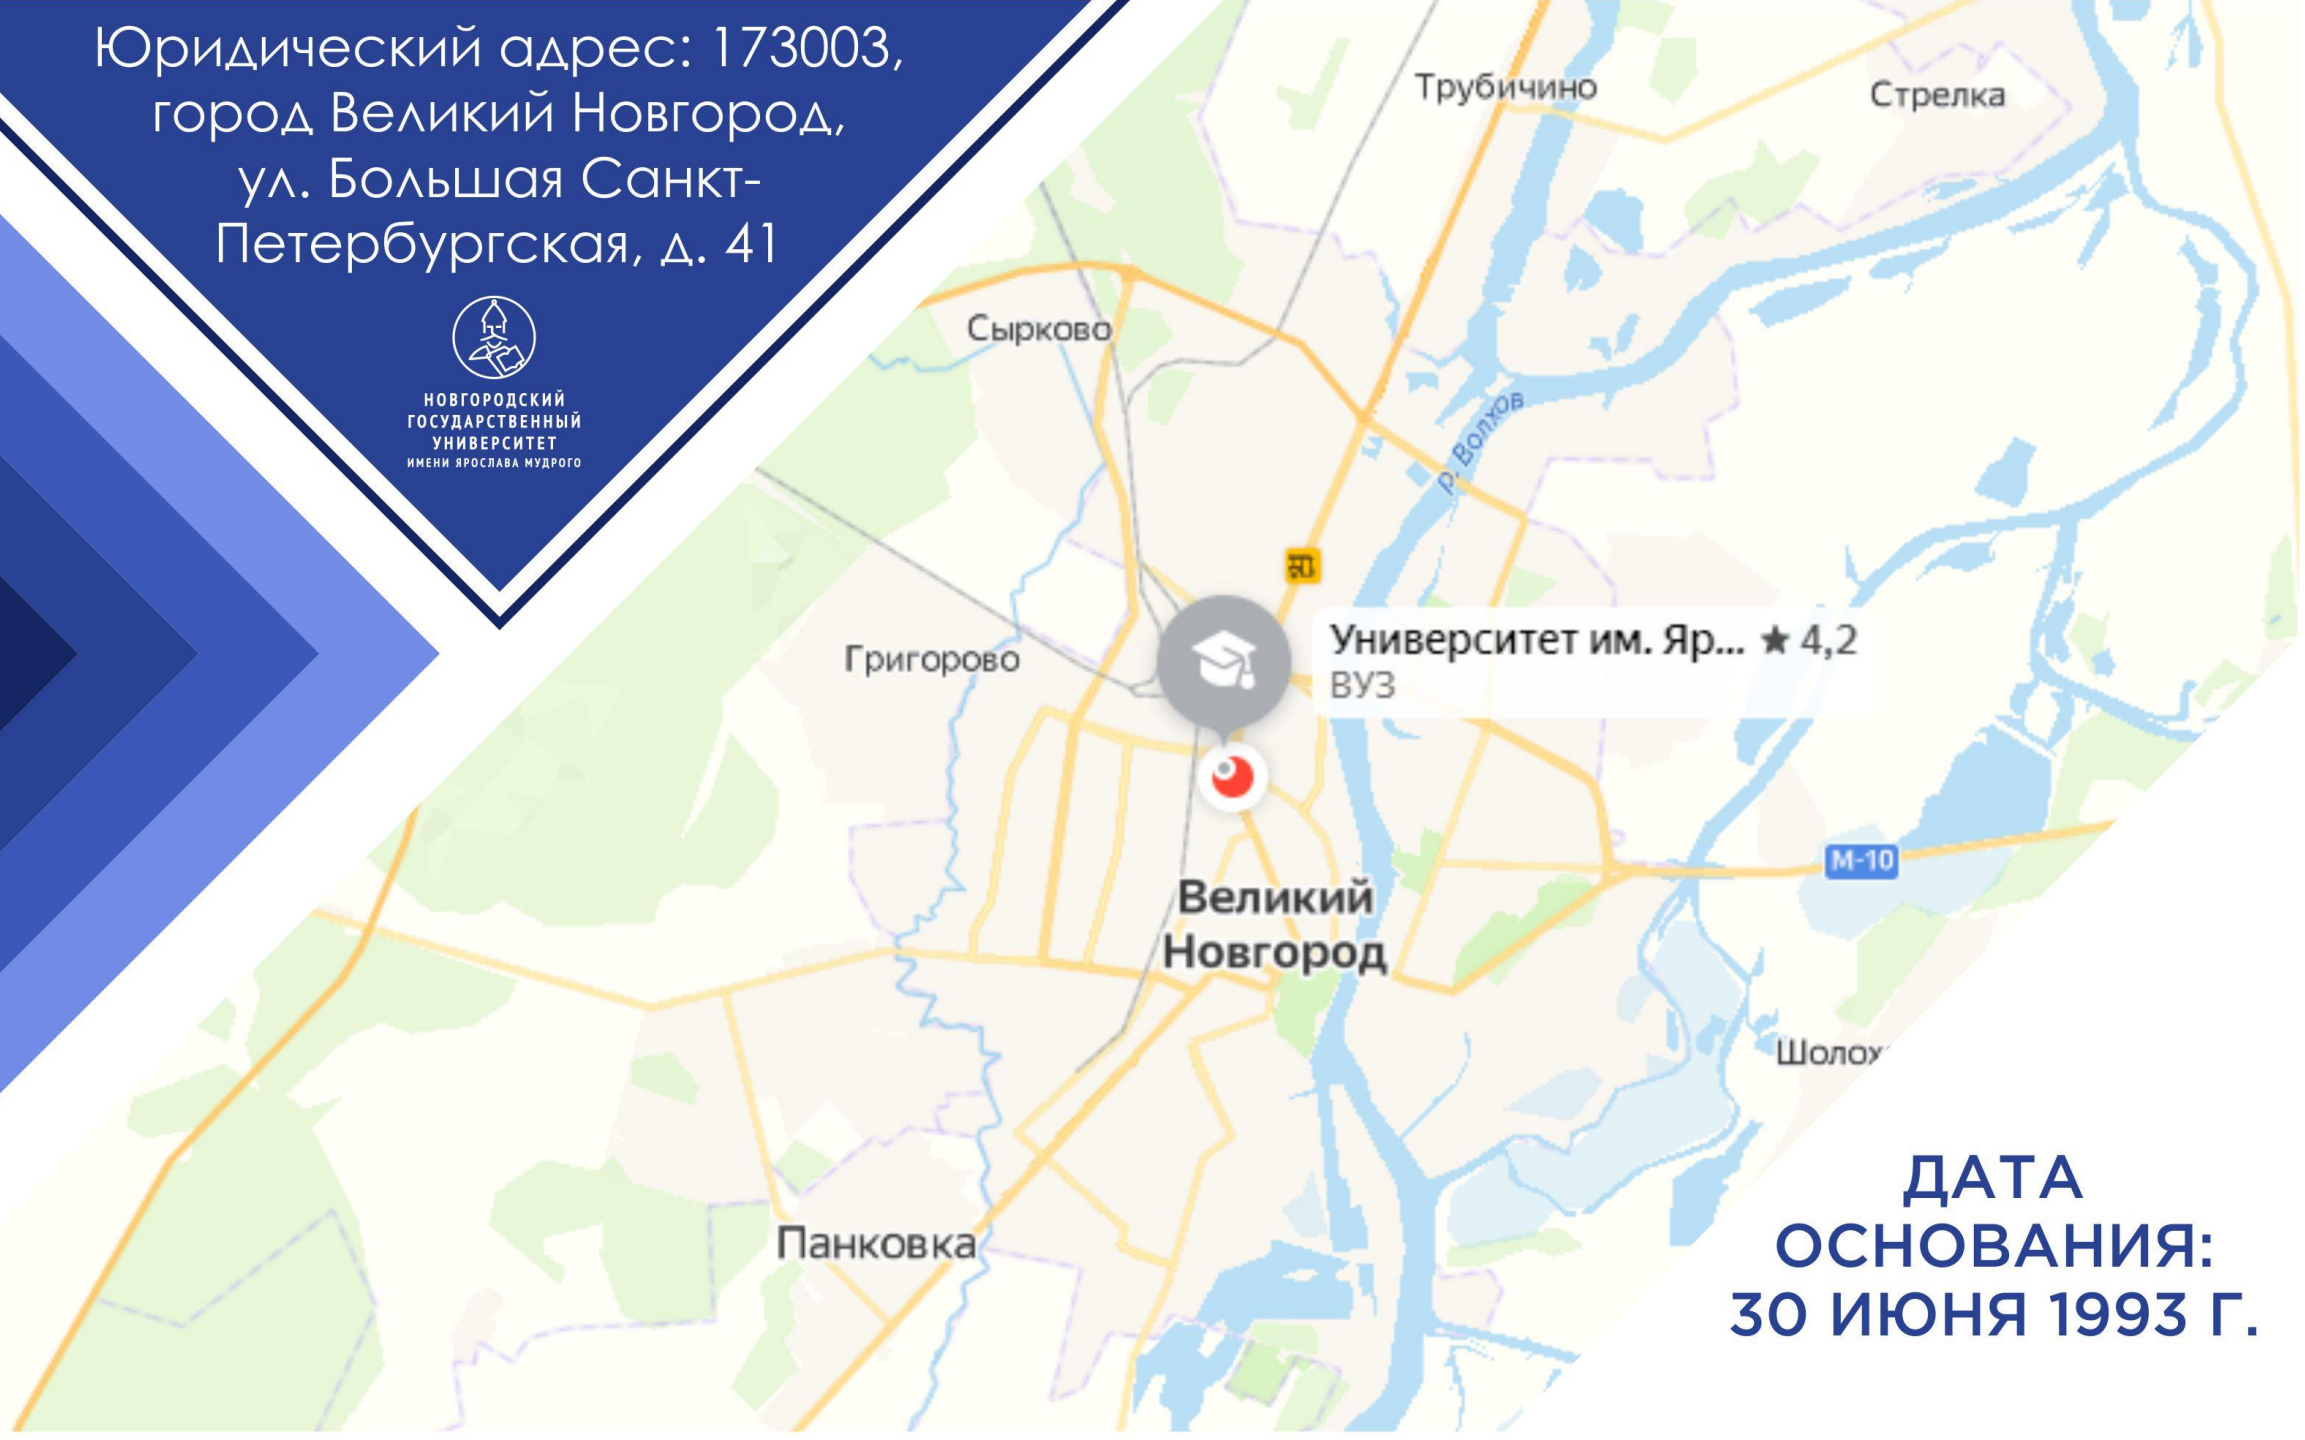 Юридический адрес: 173003,
город Великий Новгород,
ул. Большая Санкт-
Петербургская, д. 41
НОВГОРОДСКИЙ
ГОСУДАРСТВЕННЫЙ
УНИВЕРСИТЕТ
ИМЕНИ ЯРОСЛАВА МУДРОГО
Трубичино
Стрелка
Сырково
р. Волхов
Григорово
Университет им. Яр... ★ 4,2
ВУЗ
М-10
Великий
Новгород
Шолох
Панковка
ДАТА
ОСНОВАНИЯ:
30 ИЮНЯ 1993 Г.